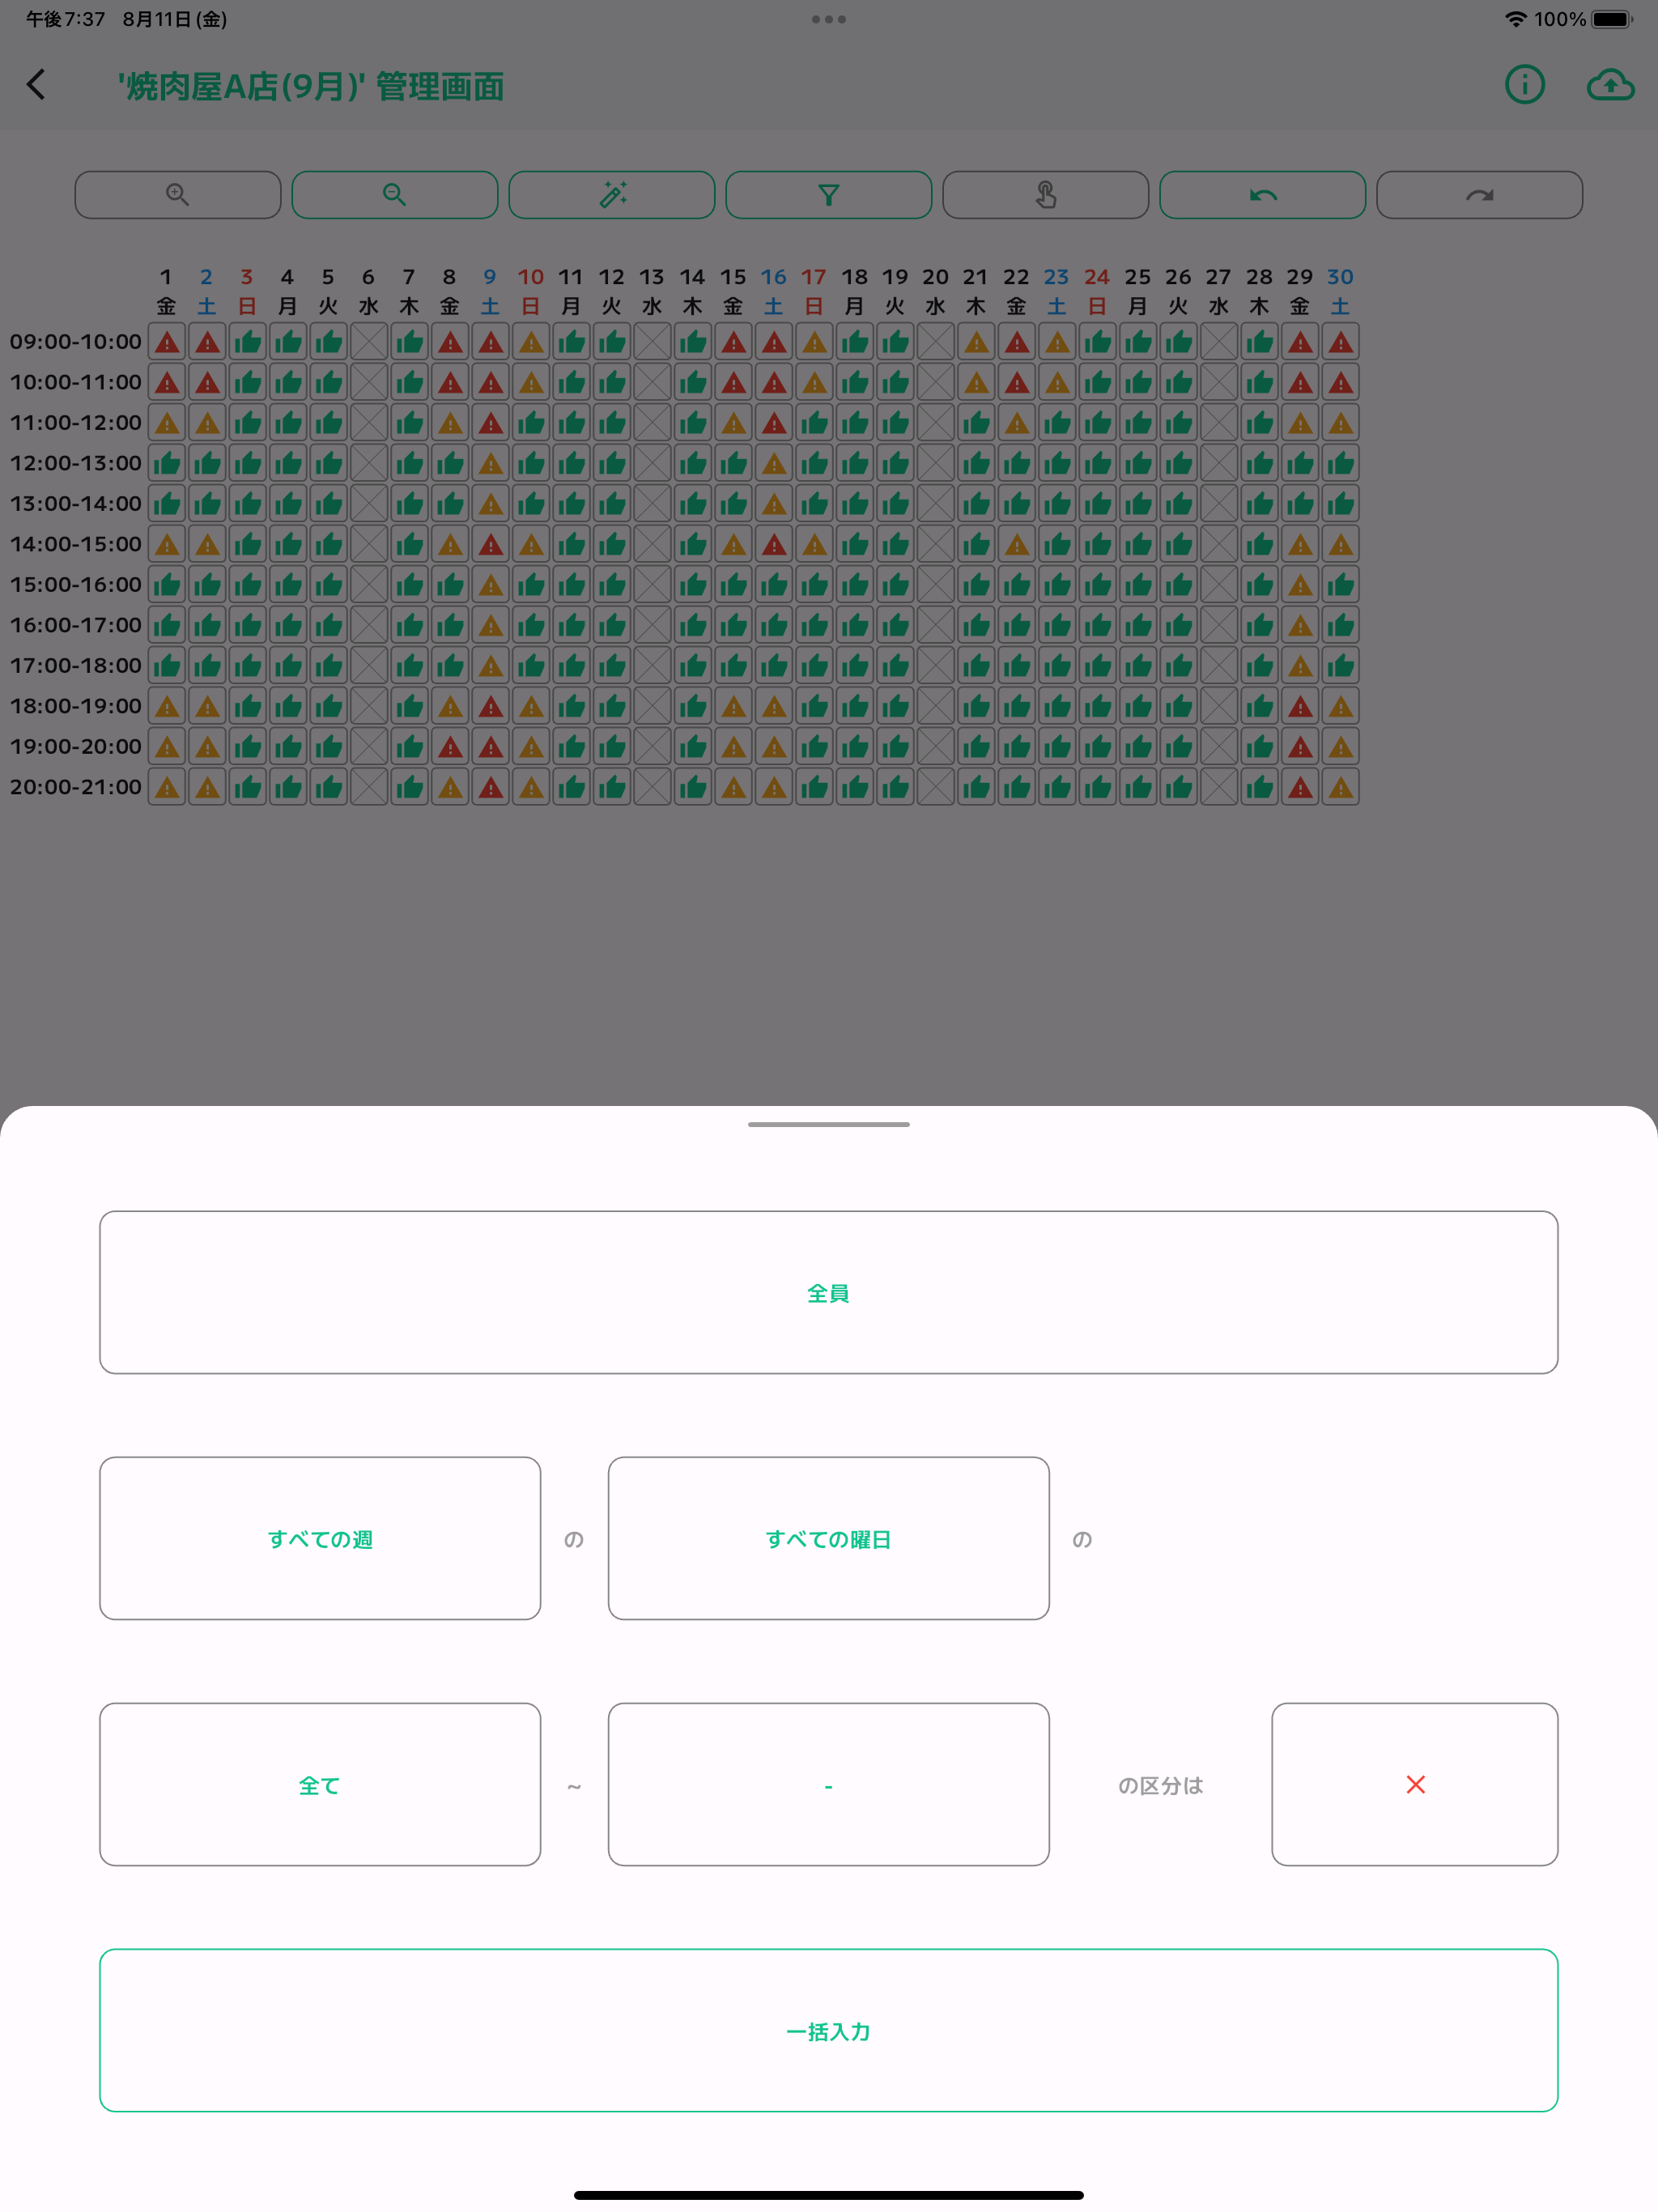 午後7:37 8月11日(金) 100%
'焼肉屋A店(9月)' 管理画面
1 2 3 4 5 6 7 8 9 10 11 12 13 14 15 16 17 18 19 20 21 22 23 24 25 26 27 28 29 30
金 土 日 月 火 水 木 金 土 日 月 火 水 木 金 土 日 月 火 水 木 金 土 日 月 火 水 木 金 土
09:00-10:00
10:00-11:00
11:00-12:00
12:00-13:00
13:00-14:00
14:00-15:00
15:00-16:00
16:00-17:00
17:00-18:00
18:00-19:00
19:00-20:00
20:00-21:00
全員
すべての週 の すべての曜日 の
全て ~ - の区分は ×
一括入力